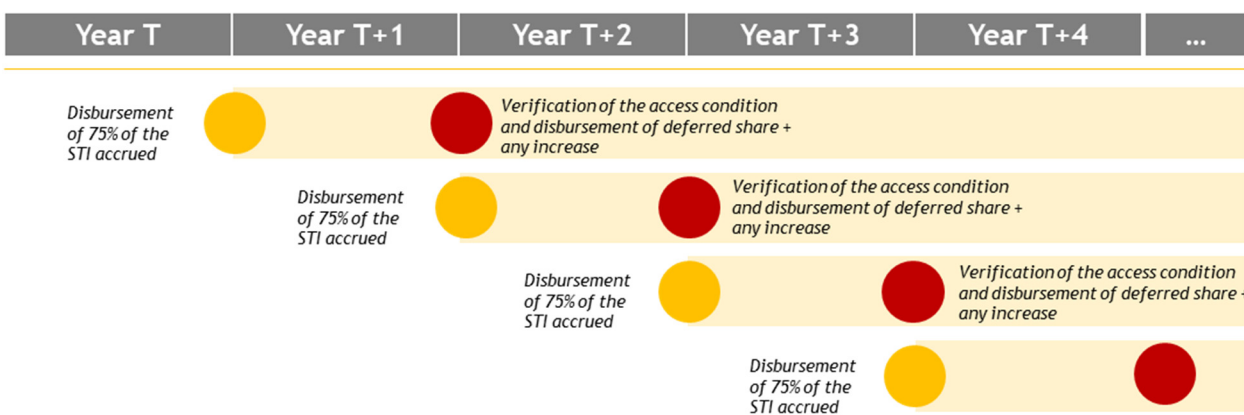 Year T Year T+1 Year T+2 Year T+3 Year T+4 ...
Disbursement
of 75% of the
STI accrued
Verification of the access condition
and disbursement of deferred share +
any increase
Disbursement
of 75% of the
STI accrued
Verification of the access condition
and disbursement of deferred share +
any increase
Disbursement
of 75% of the
STI accrued
Verification of the access condition
and disbursement of deferred share +
any increase
Disbursement
of 75% of the
STI accrued